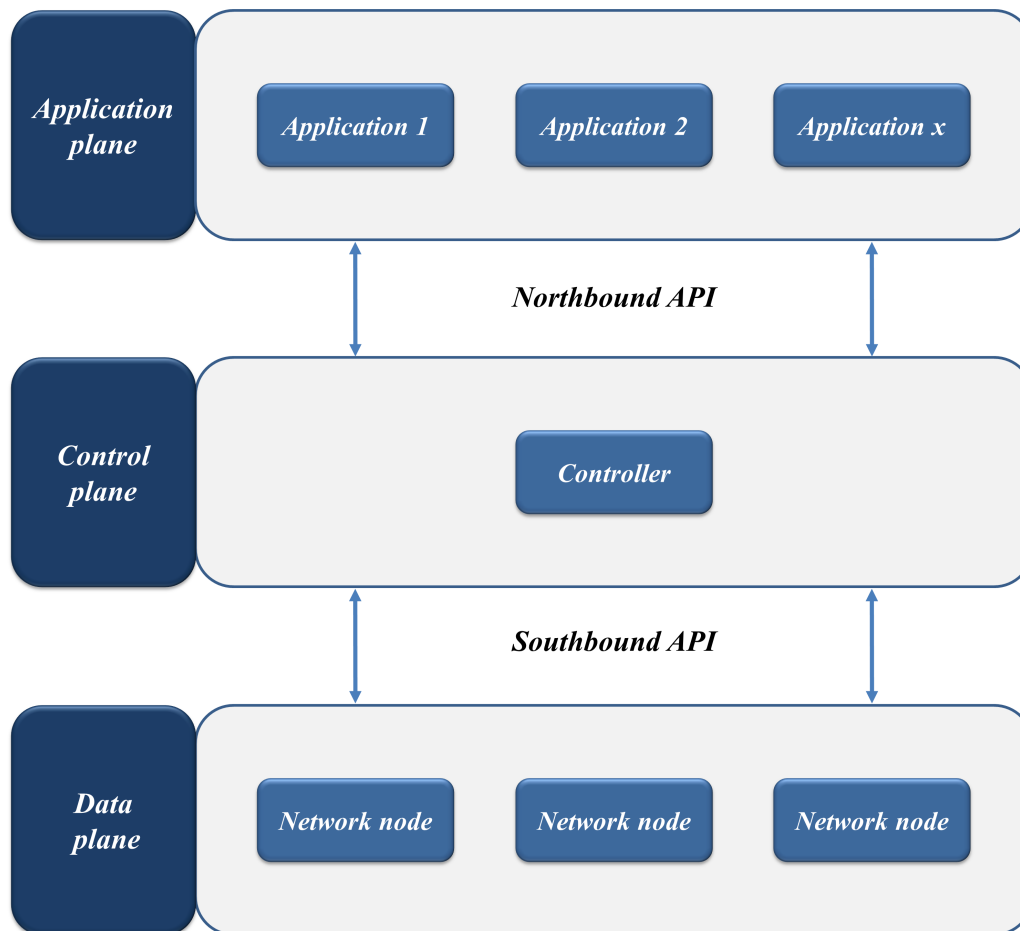 Application
plane
Application 1
Application 2
Application x
Northbound API
Control
plane
Controller
Southbound API
Data
plane
Network node
Network node
Network node